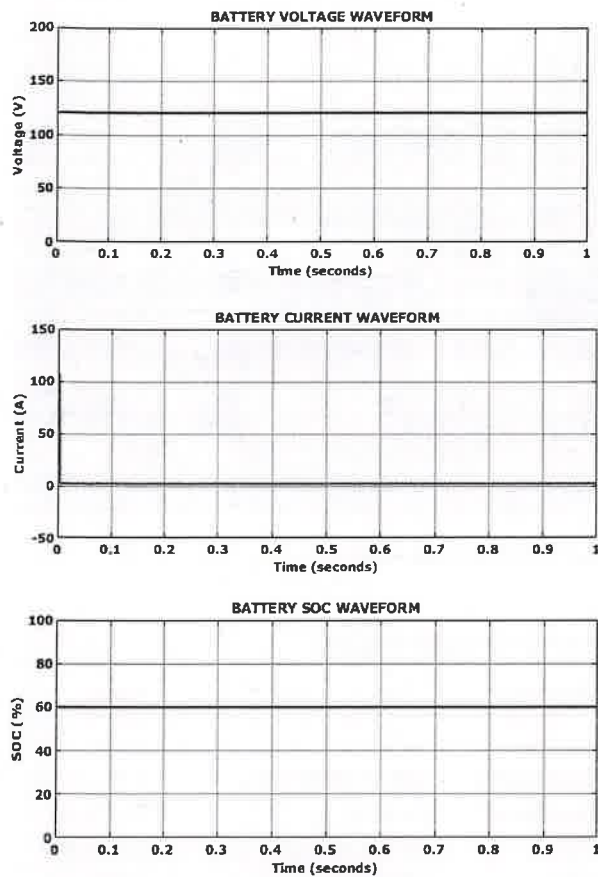 BATTERY VOLTAGE WAVEFORM
200
150
100
50
0
Voltage (V)
0 0.1 0.2 0.3 0.4 0.5 0.6 0.7 0.8 0.9 1
Time (seconds)
BATTERY CURRENT WAVEFORM
150
100
50
0
-50
Current (A)
0 0.1 0.2 0.3 0.4 0.5 0.6 0.7 0.8 0.9 1
Time (seconds)
BATTERY SOC WAVEFORM
100
80
60
40
20
0
SOC (%)
0 0.1 0.2 0.3 0.4 0.5 0.6 0.7 0.8 0.9 1
Time (seconds)